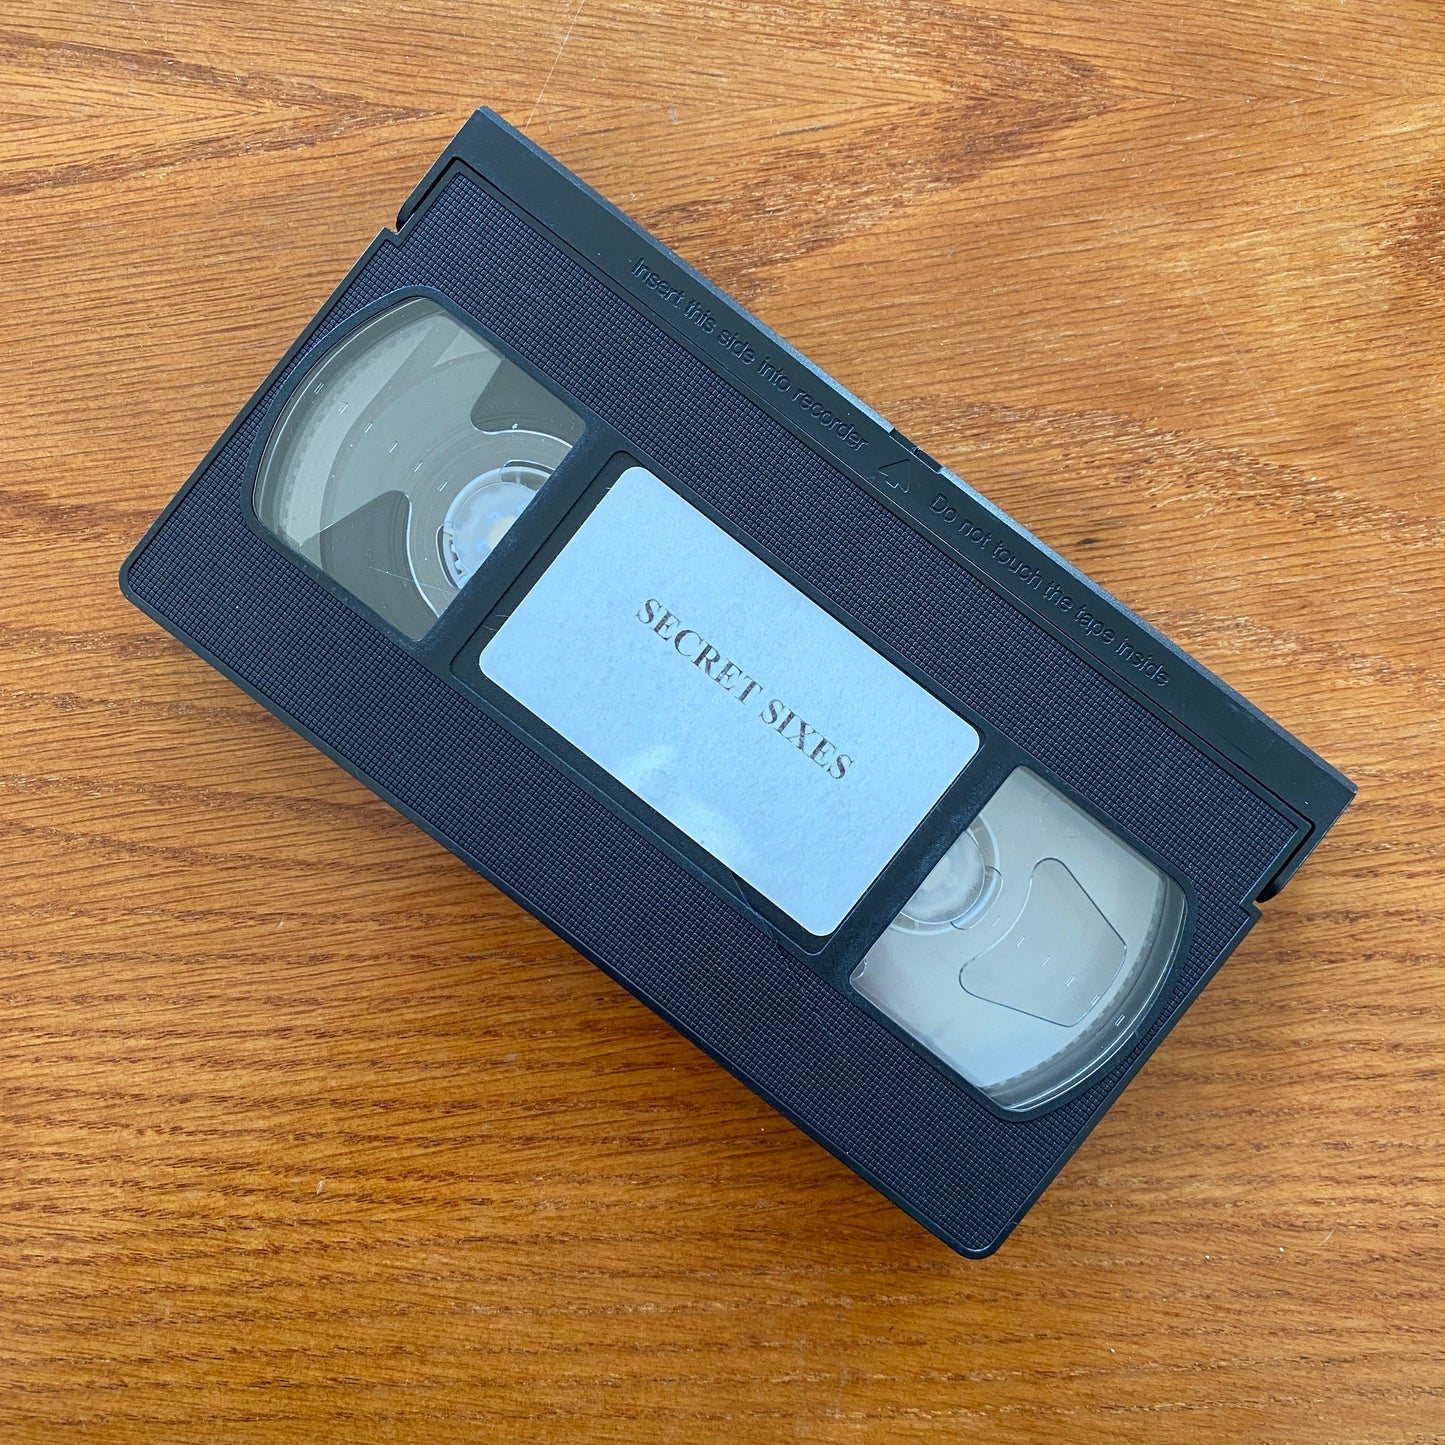 Insert this side into recorder
Do not touch the tape inside
SECRET SIXES